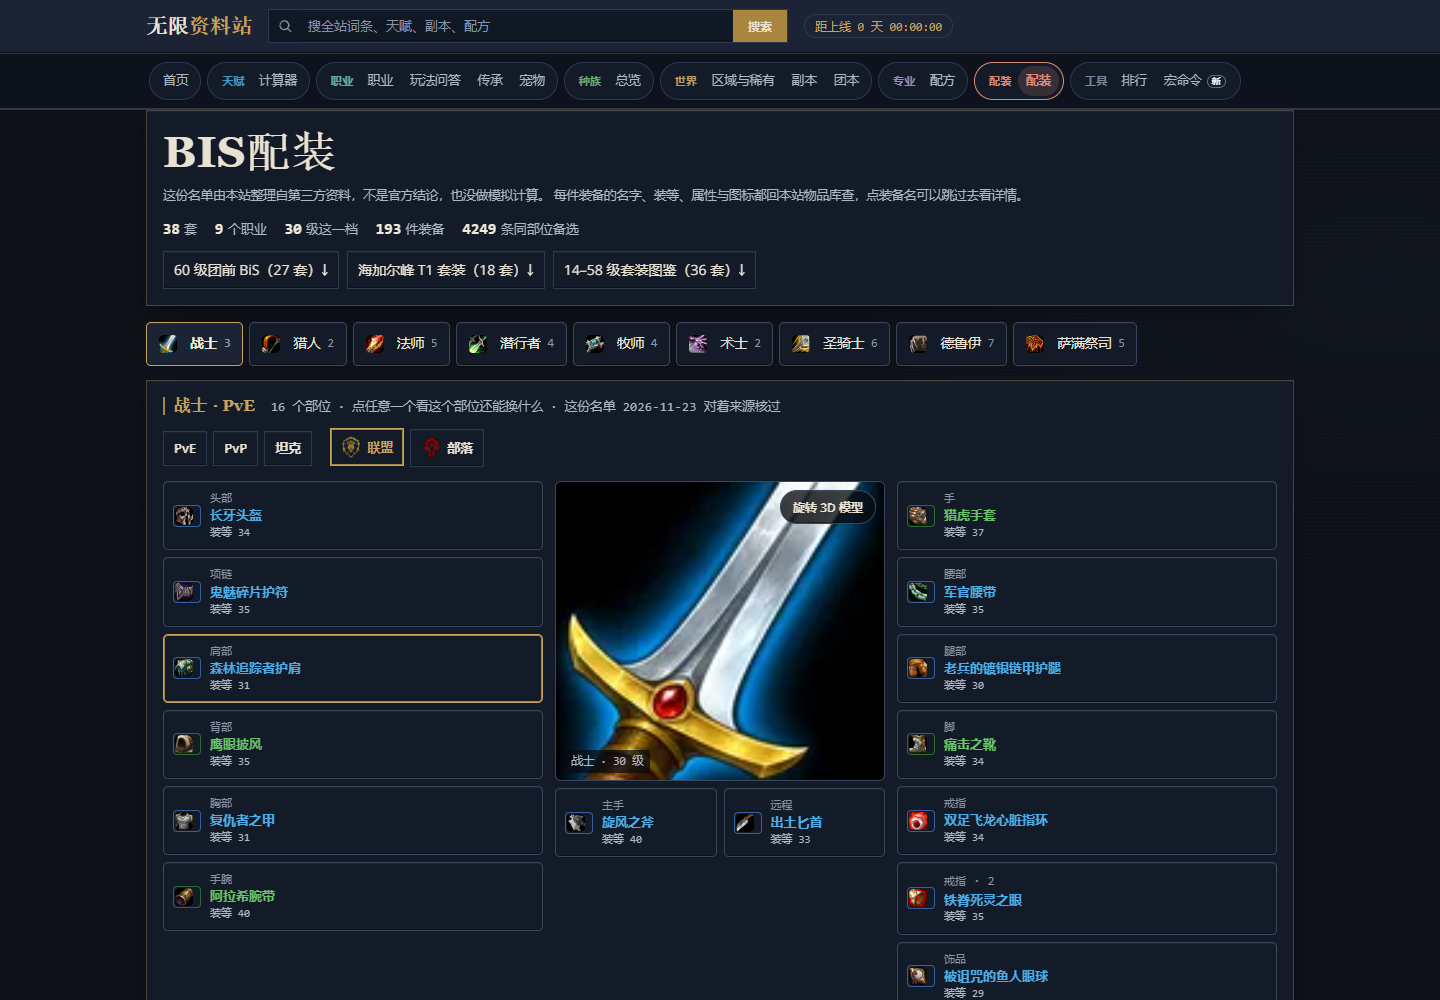 无限资料站
搜全站词条、天赋、副本、配方
搜索
距上线 0 天 00:00:00
首页
天赋 计算器
职业 职业 玩法问答 传承 宠物
种族 总览
世界 区域与稀有 副本 团本
专业 配方
配装 配装
工具 排行 宏命令 新
BIS配装
这份名单由本站整理自第三方资料，不是官方结论，也没做模拟计算。 每件装备的名字、装等、属性与图标都回本站物品库查，点装备名可以跳过去看详情。
38 套 9 个职业 30 级这一档 193 件装备 4249 条同部位备选
60 级团前 BiS（27 套）↓
海加尔峰 T1 套装（18 套）↓
14–58 级套装图鉴（36 套）↓
战士 3
猎人 2
法师 5
潜行者 4
牧师 4
术士 2
圣骑士 6
德鲁伊 7
萨满祭司 5
战士 · PvE 16 个部位 · 点任意一个看这个部位还能换什么 · 这份名单 2026-11-23 对着来源核过
PvE PvP 坦克 联盟 部落
头部
长牙头盔
装等 34
项链
鬼魅碎片护符
装等 35
肩部
森林追踪者护肩
装等 31
背部
鹰眼披风
装等 35
胸部
复仇者之甲
装等 31
手腕
阿拉希腕带
装等 40
旋转 3D 模型
战士 · 30 级
主手
旋风之斧
装等 40
远程
出土匕首
装等 33
手
猎虎手套
装等 37
腰部
军官腰带
装等 35
腿部
老兵的镀银链甲护腿
装等 30
脚
痛击之靴
装等 34
戒指
双足飞龙心脏指环
装等 34
戒指 · 2
铁脊死灵之眼
装等 35
饰品
被诅咒的鱼人眼球
装等 29